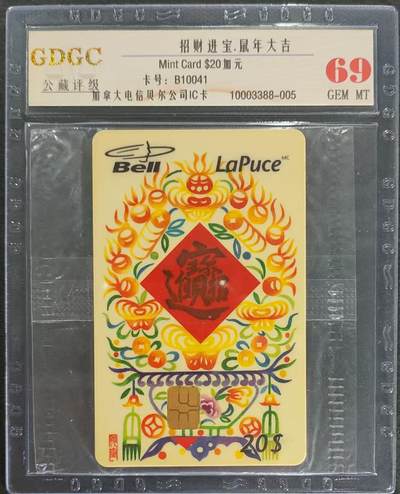 GDGC
公藏评级
招财进宝.鼠年大吉
Mint Card $20加元
卡号: B10041
加拿大电信贝尔公司IC卡
10003388-005
69
GEM MT
Bell
LaPuce MC
20$